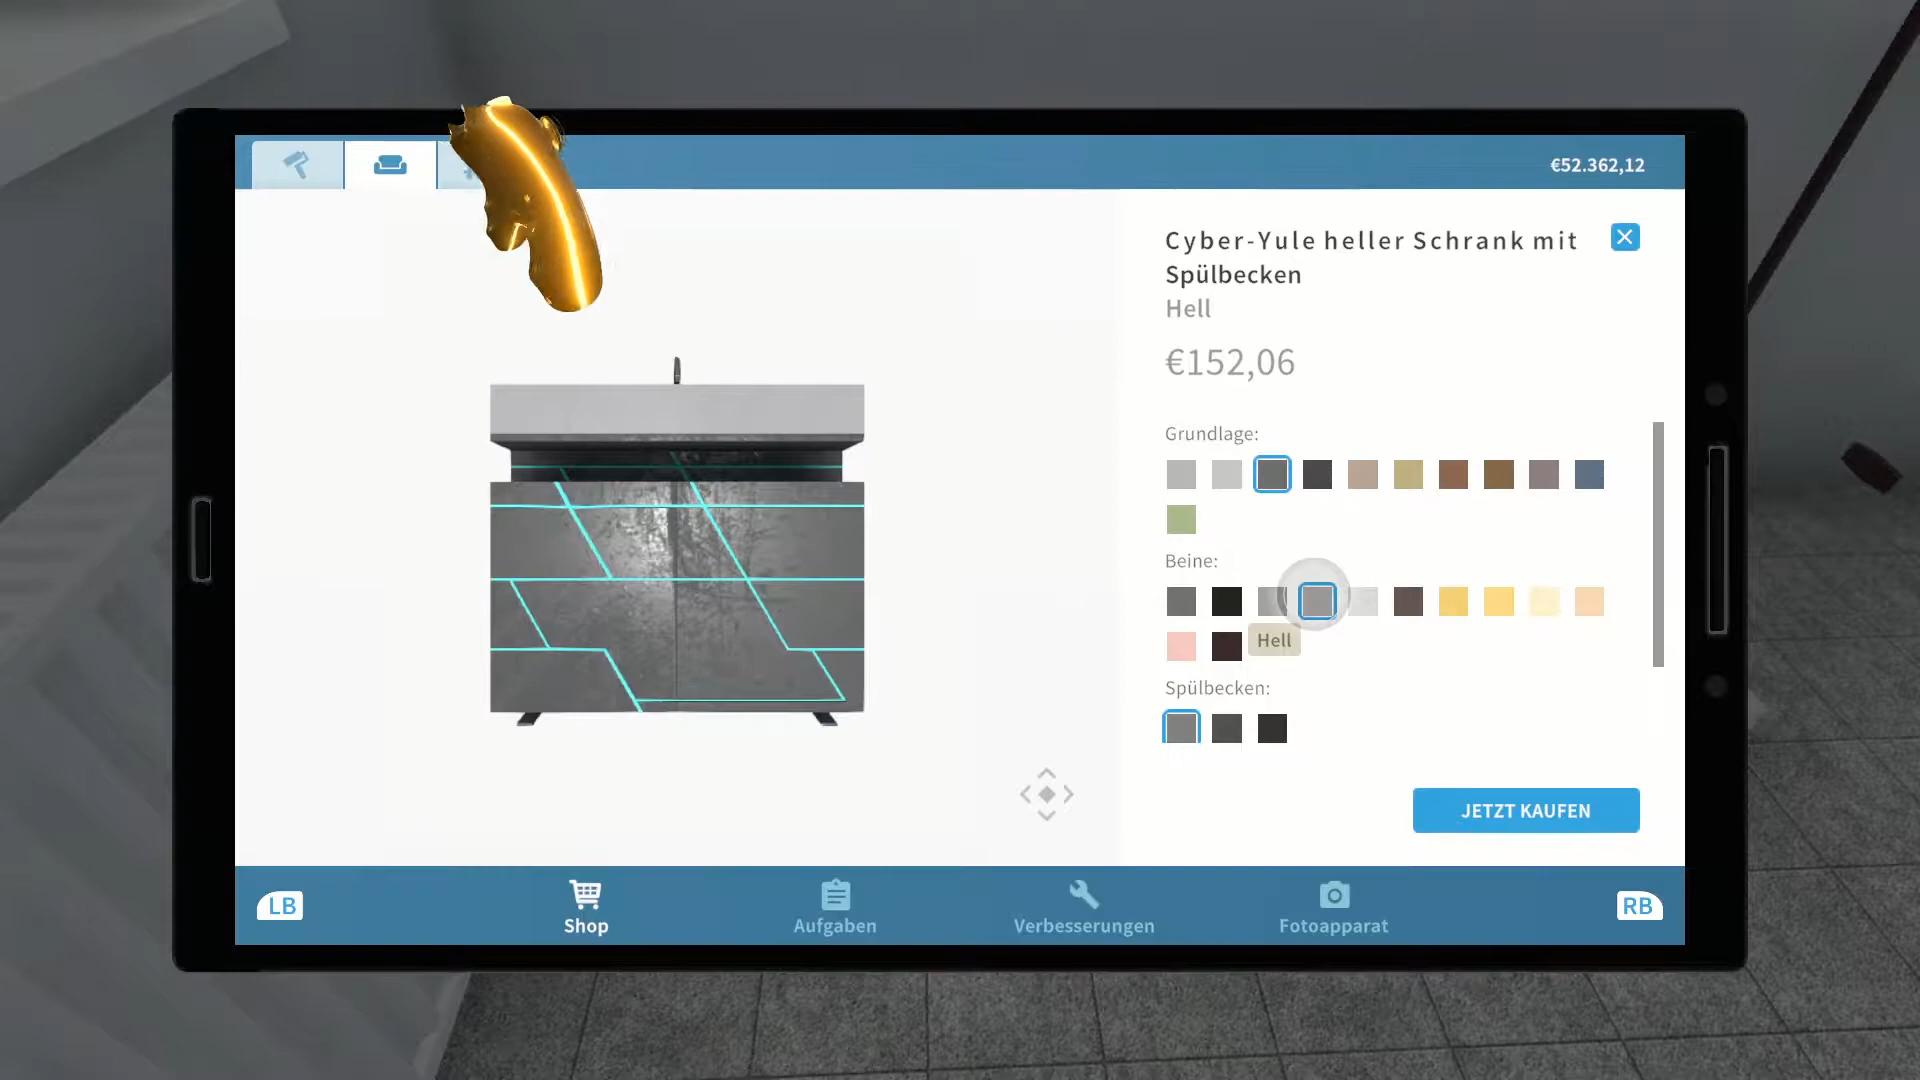 €52.362,12
Cyber-Yule heller Schrank mit
Spülbecken
Hell
€152,06
Grundlage:
Beine:
Hell
Spülbecken:
JETZT KAUFEN
LB
Shop
Aufgaben
Verbesserungen
Fotoapparat
RB